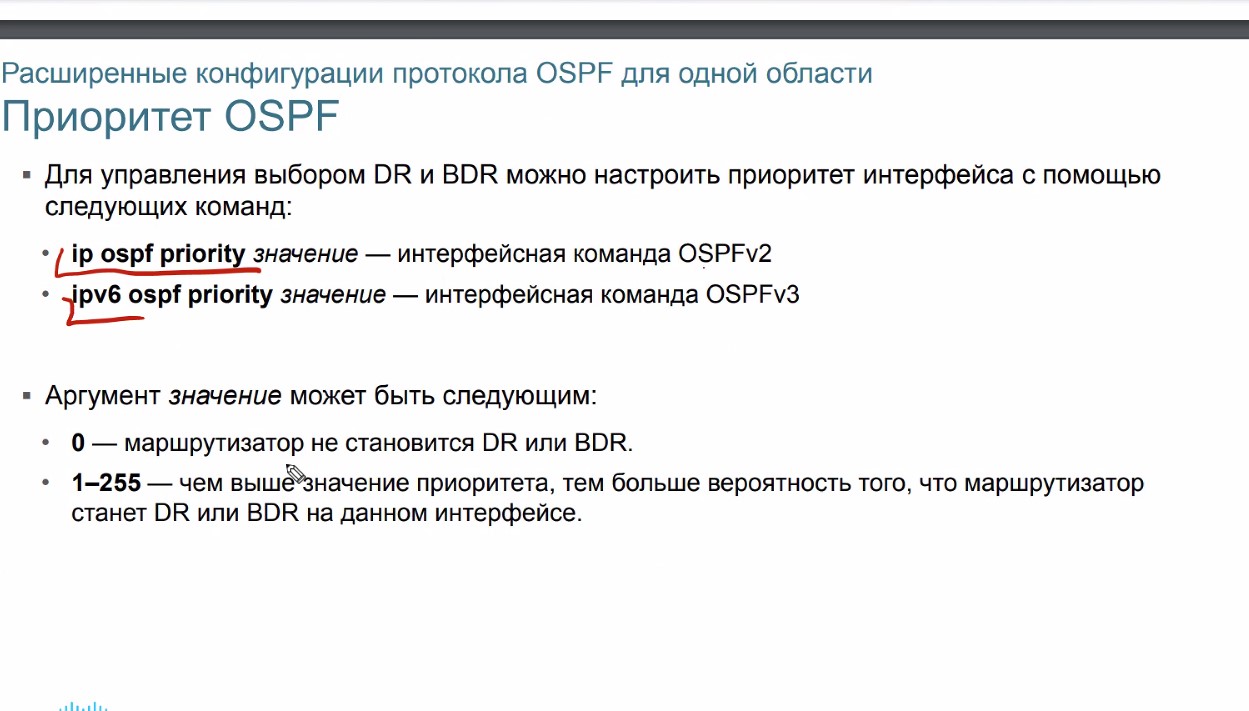 Расширенные конфигурации протокола OSPF для одной области
Приоритет OSPF
▪ Для управления выбором DR и BDR можно настроить приоритет интерфейса с помощью
следующих команд:
• ip ospf priority значение — интерфейсная команда OSPFv2
• ipv6 ospf priority значение — интерфейсная команда OSPFv3
▪ Аргумент значение может быть следующим:
• 0 — маршрутизатор не становится DR или BDR.
• 1–255 — чем выше значение приоритета, тем больше вероятность того, что маршрутизатор
станет DR или BDR на данном интерфейсе.